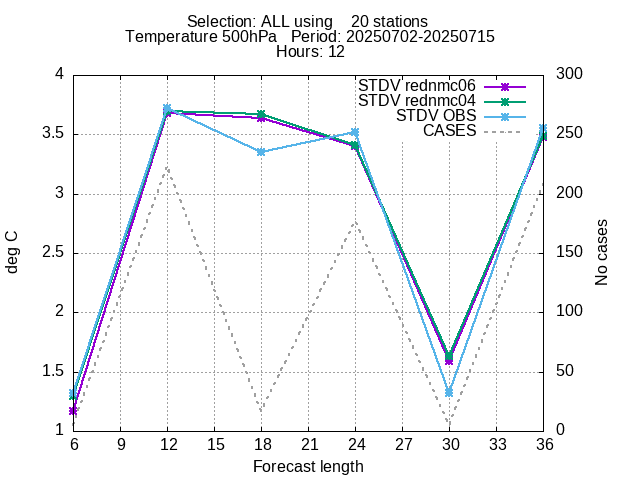 Selection: ALL using    20 stations
Temperature 500hPa   Period: 20250702-20250715
Hours: 12
STDV rednmc06
STDV rednmc04
STDV OBS
CASES
4
3.5
3
2.5
2
1.5
1
deg C
300
250
200
150
100
50
0
No cases
6 9 12 15 18 21 24 27 30 33 36
Forecast length